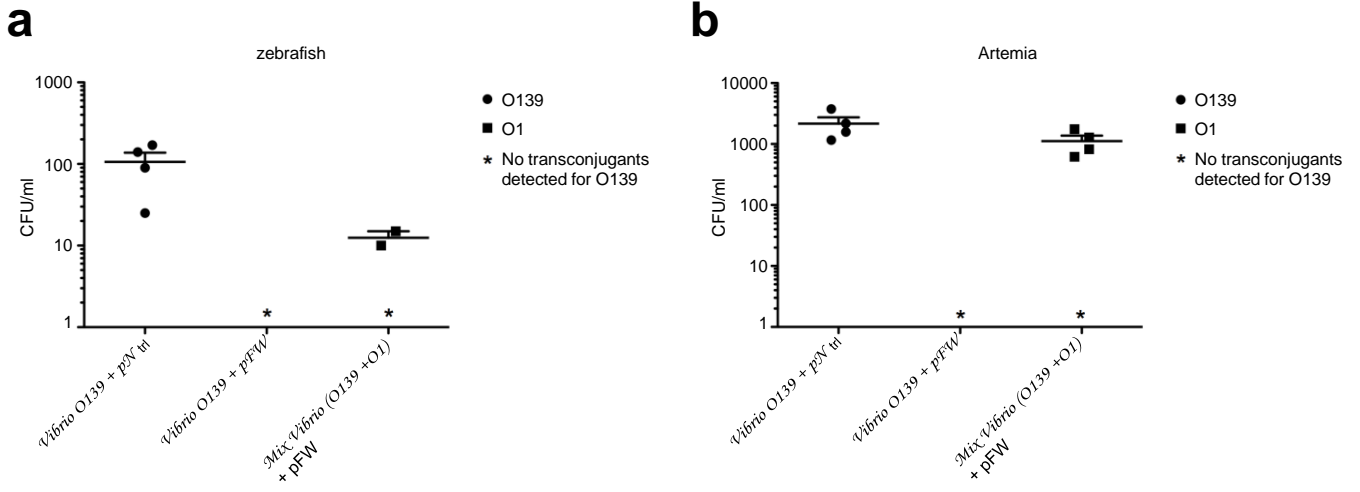 a
zebrafish
1000
100
10
1
CFU/ml
O139
O1
* No transconjugants
detected for O139
*
*
Vibrio O139 + pN trl
Vibrio O139 + pFW
Mix Vibrio (O139 +O1)
+ pFW
b
Artemia
10000
1000
100
10
1
CFU/ml
O139
O1
* No transconjugants
detected for O139
*
*
Vibrio O139 + pN trl
Vibrio O139 + pFW
Mix Vibrio (O139 +O1)
+ pFW